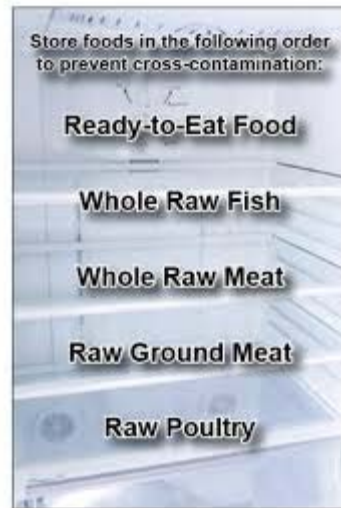 Store foods in the following order
to prevent cross-contamination:
Ready-to-Eat Food
Whole Raw Fish
Whole Raw Meat
Raw Ground Meat
Raw Poultry